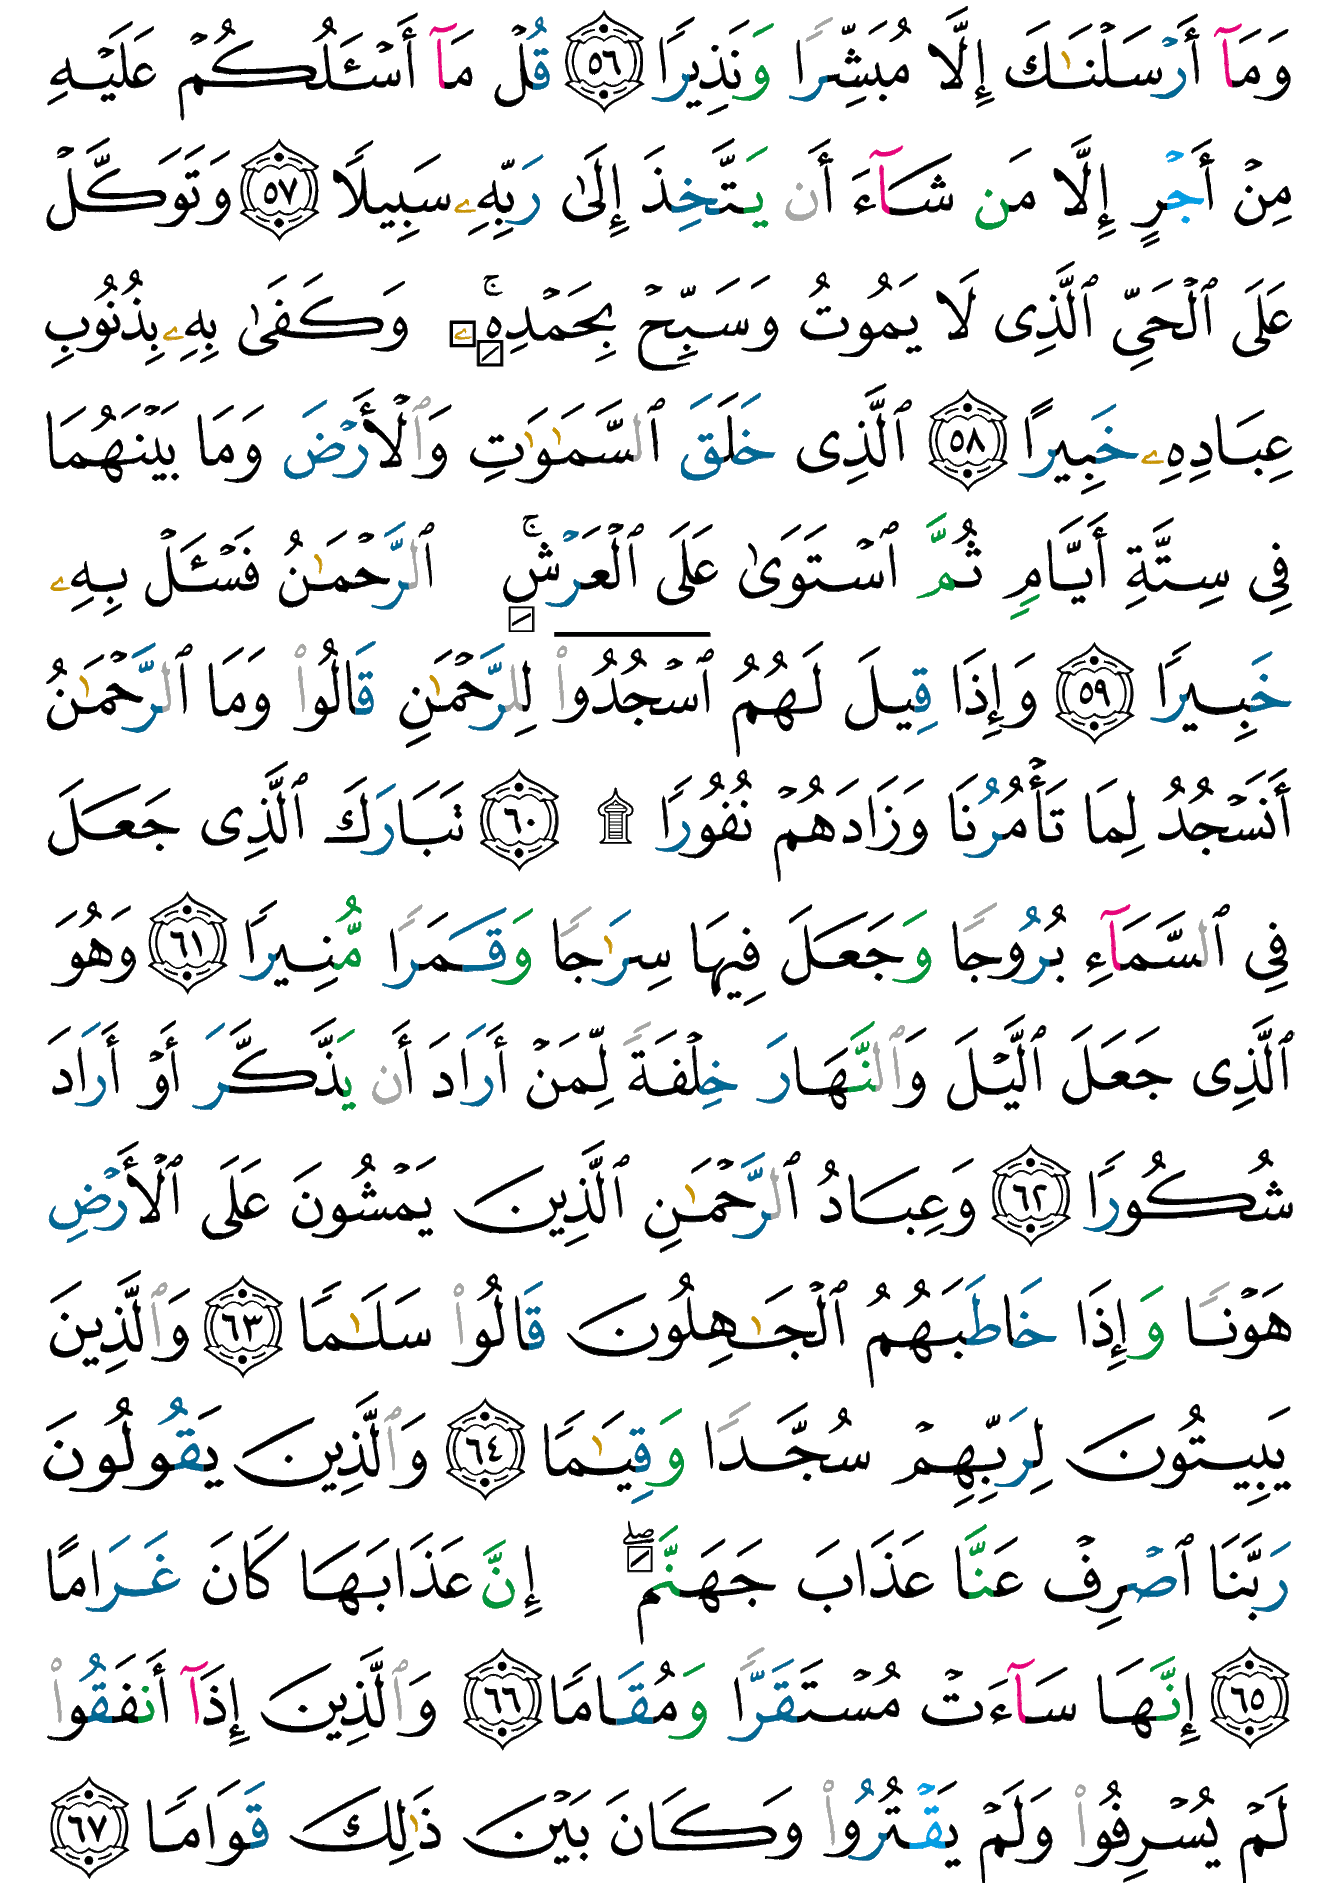 وَمَآ أَرْسَلْنَـٰكَ إِلَّا مُبَشِّرًا وَنَذِيرًا ٥٦ قُلْ مَآ أَسْـَٔلُكُمْ عَلَيْهِ
مِنْ أَجْرٍ إِلَّا مَن شَآءَ أَن يَتَّخِذَ إِلَىٰ رَبِّهِۦ سَبِيلًا ٥٧ وَتَوَكَّلْ
عَلَى ٱلْحَىِّ ٱلَّذِى لَا يَمُوتُ وَسَبِّحْ بِحَمْدِهِۦ ۚ وَكَفَىٰ بِهِۦ بِذُنُوبِ
عِبَادِهِۦ خَبِيرًا ٥٨ ٱلَّذِى خَلَقَ ٱلسَّمَـٰوَٰتِ وَٱلْأَرْضَ وَمَا بَيْنَهُمَا
فِى سِتَّةِ أَيَّامٍ ثُمَّ ٱسْتَوَىٰ عَلَى ٱلْعَرْشِ ۚ ٱلرَّحْمَـٰنُ فَسْـَٔلْ بِهِۦ
خَبِيرًا ٥٩ وَإِذَا قِيلَ لَهُمُ ٱسْجُدُوا۟ لِلرَّحْمَـٰنِ قَالُوا۟ وَمَا ٱلرَّحْمَـٰنُ
أَنَسْجُدُ لِمَا تَأْمُرُنَا وَزَادَهُمْ نُفُورًا ۩ ٦٠ تَبَارَكَ ٱلَّذِى جَعَلَ
فِى ٱلسَّمَآءِ بُرُوجًا وَجَعَلَ فِيهَا سِرَٰجًا وَقَمَرًا مُّنِيرًا ٦١ وَهُوَ
ٱلَّذِى جَعَلَ ٱلَّيْلَ وَٱلنَّهَارَ خِلْفَةً لِّمَنْ أَرَادَ أَن يَذَّكَّرَ أَوْ أَرَادَ
شُكُورًا ٦٢ وَعِبَادُ ٱلرَّحْمَـٰنِ ٱلَّذِينَ يَمْشُونَ عَلَى ٱلْأَرْضِ
هَوْنًا وَإِذَا خَاطَبَهُمُ ٱلْجَـٰهِلُونَ قَالُوا۟ سَلَـٰمًا ٦٣ وَٱلَّذِينَ
يَبِيتُونَ لِرَبِّهِمْ سُجَّدًا وَقِيَـٰمًا ٦٤ وَٱلَّذِينَ يَقُولُونَ
رَبَّنَا ٱصْرِفْ عَنَّا عَذَابَ جَهَنَّمَ ۖ إِنَّ عَذَابَهَا كَانَ غَرَامًا
٦٥ إِنَّهَا سَآءَتْ مُسْتَقَرًّا وَمُقَامًا ٦٦ وَٱلَّذِينَ إِذَآ أَنفَقُوا۟
لَمْ يُسْرِفُوا۟ وَلَمْ يَقْتُرُوا۟ وَكَانَ بَيْنَ ذَٰلِكَ قَوَامًا ٦٧